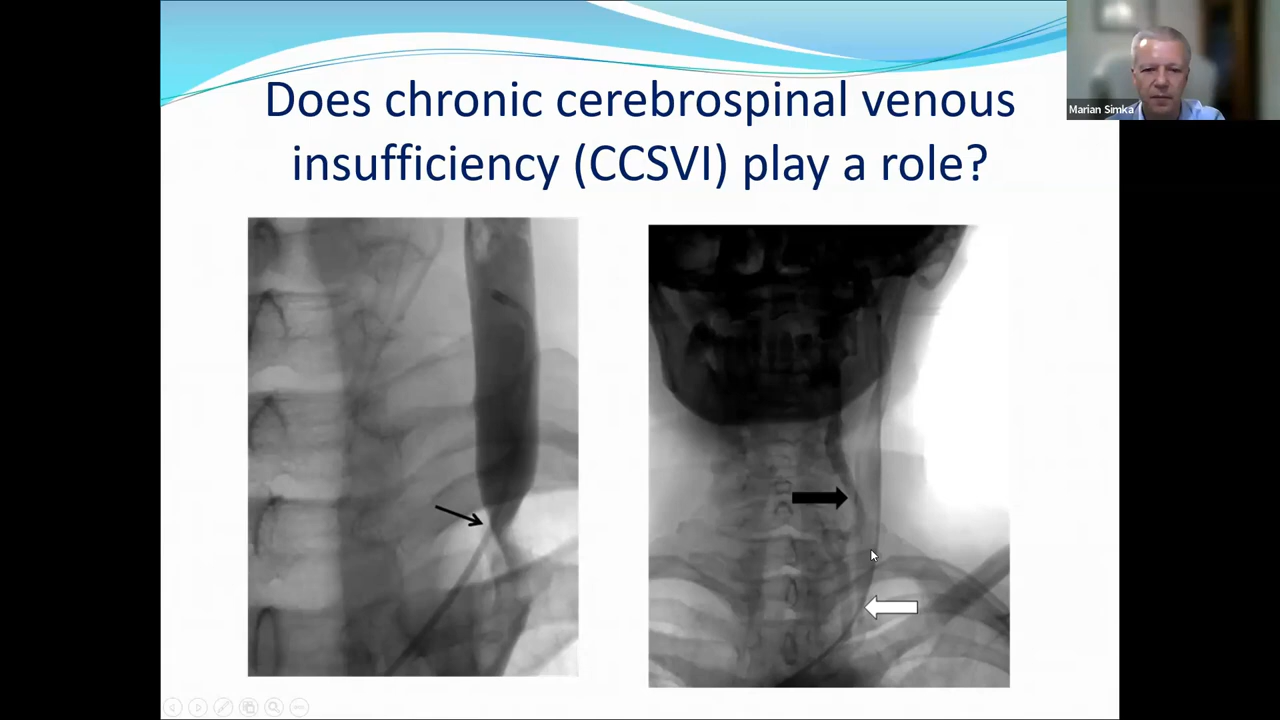 Does chronic cerebrospinal venous
insufficiency (CCSVI) play a role?
Marian Simka